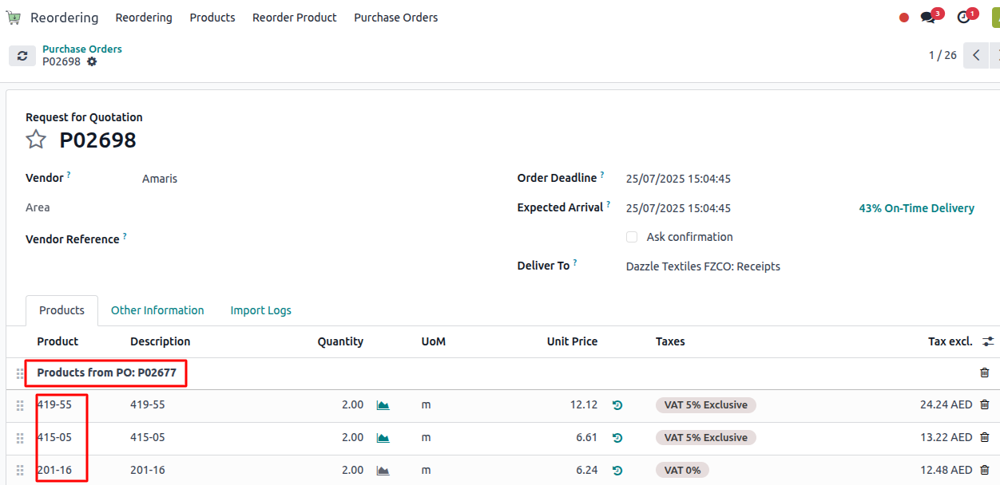 Reordering Reordering Products Reorder Product Purchase Orders 3 1
Purchase Orders
P02698 1 / 26
Request for Quotation
P02698
Vendor ? Amaris Order Deadline ? 25/07/2025 15:04:45
Area Expected Arrival ? 25/07/2025 15:04:45 43% On-Time Delivery
Vendor Reference ? Ask confirmation
Deliver To ? Dazzle Textiles FZCO: Receipts
Products Other Information Import Logs
Product Description Quantity UoM Unit Price Taxes Tax excl.
Products from PO: P02677
419-55 419-55 2.00 m 12.12 VAT 5% Exclusive 24.24 AED
415-05 415-05 2.00 m 6.61 VAT 5% Exclusive 13.22 AED
201-16 201-16 2.00 m 6.24 VAT 0% 12.48 AED